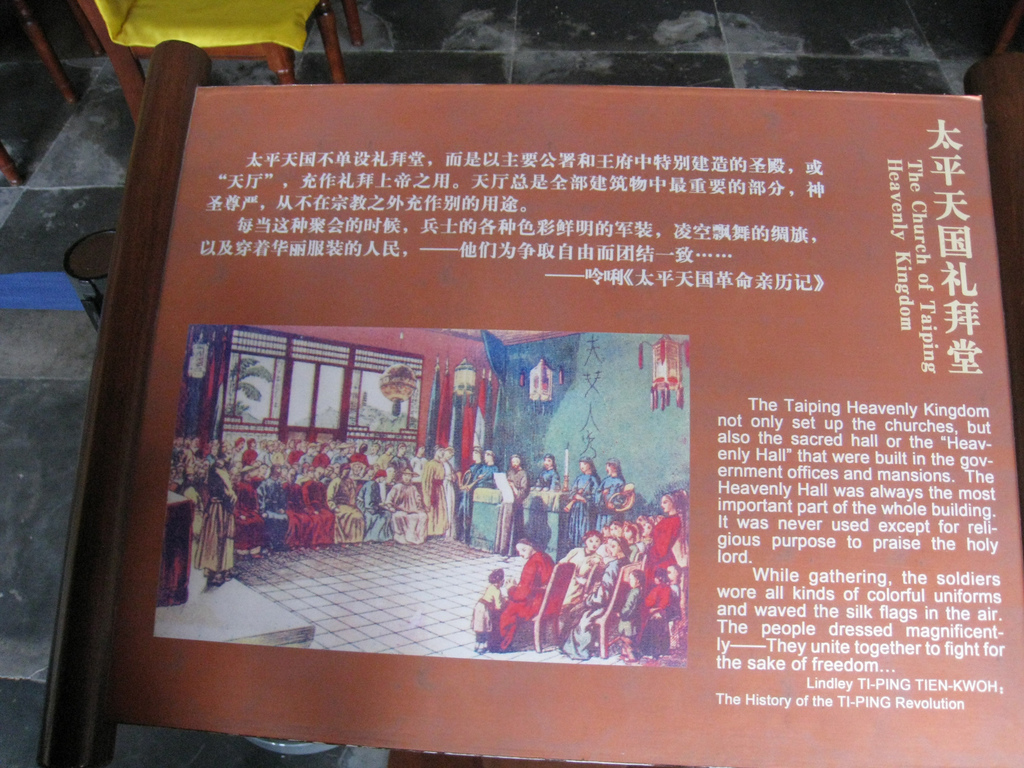 太平天国礼拜堂
The Church of Taiping
Heavenly Kingdom
太平天国不单设礼拜堂，而是以主要公署和王府中特别建造的圣殿，或
“天厅”，充作礼拜上帝之用。天厅总是全部建筑物中最重要的部分，神
圣尊严，从不在宗教之外充作别的用途。
每当这种聚会的时候，兵士的各种色彩鲜明的军装，凌空飘舞的绸旗，
以及穿着华丽服装的人民，——他们为争取自由而团结一致……
——呤唎《太平天国革命亲历记》
The Taiping Heavenly Kingdom
not only set up the churches, but
also the sacred hall or the “Heav-
enly Hall” that were built in the gov-
ernment offices and mansions. The
Heavenly Hall was always the most
important part of the whole building.
It was never used except for reli-
gious purpose to praise the holy
lord.
While gathering, the soldiers
wore all kinds of colorful uniforms
and waved the silk flags in the air.
The people dressed magnificent-
ly——They unite together to fight for
the sake of freedom...
Lindley TI-PING TIEN-KWOH;
The History of the TI-PING Revolution